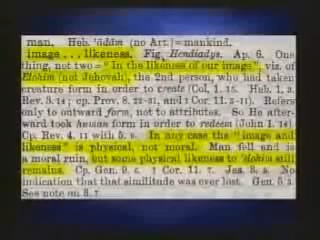 man. Heb. 'ādām (no Art.)=mankind.
image . . . likeness. Fig. Hendiadys. Ap. 6. One
thing, not two="In the likeness of our image", viz. of
Elohim (not Jehovah), the 2nd person, who had taken
creature form in order to create (Col. 1. 15. Heb. 1. 3.
Rev. 3. 14; cp. Prov. 8. 22-31, and 1 Cor. 11. 3-11). Refers
only to outward form, not to attributes. So He after-
ward took human form in order to redeem (John 1. 14).
Cp. Rev. 4. 11 with 5. 9. In any case the "image and
likeness" is physical, not moral. Man fell and is
a moral ruin, but some physical likeness to 'elohim still
remains. Cp. Gen. 9. 6. 1 Cor. 11. 7. Jas. 3. 9. No
indication that that similitude was ever lost. Gen. 5. 3.
See note on 3. 7.